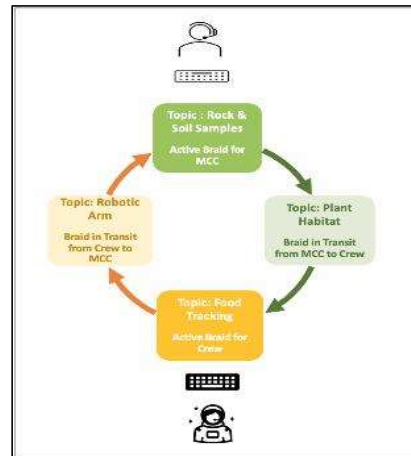 Topic : Rock &
Soil Samples
Active Braid for
MCC
Topic: Robotic
Arm
Braid in Transit
from Crew to
MCC
Topic: Plant
Habitat
Braid in Transit
from MCC to Crew
Topic: Food
Tracking
Active Braid for
Crew